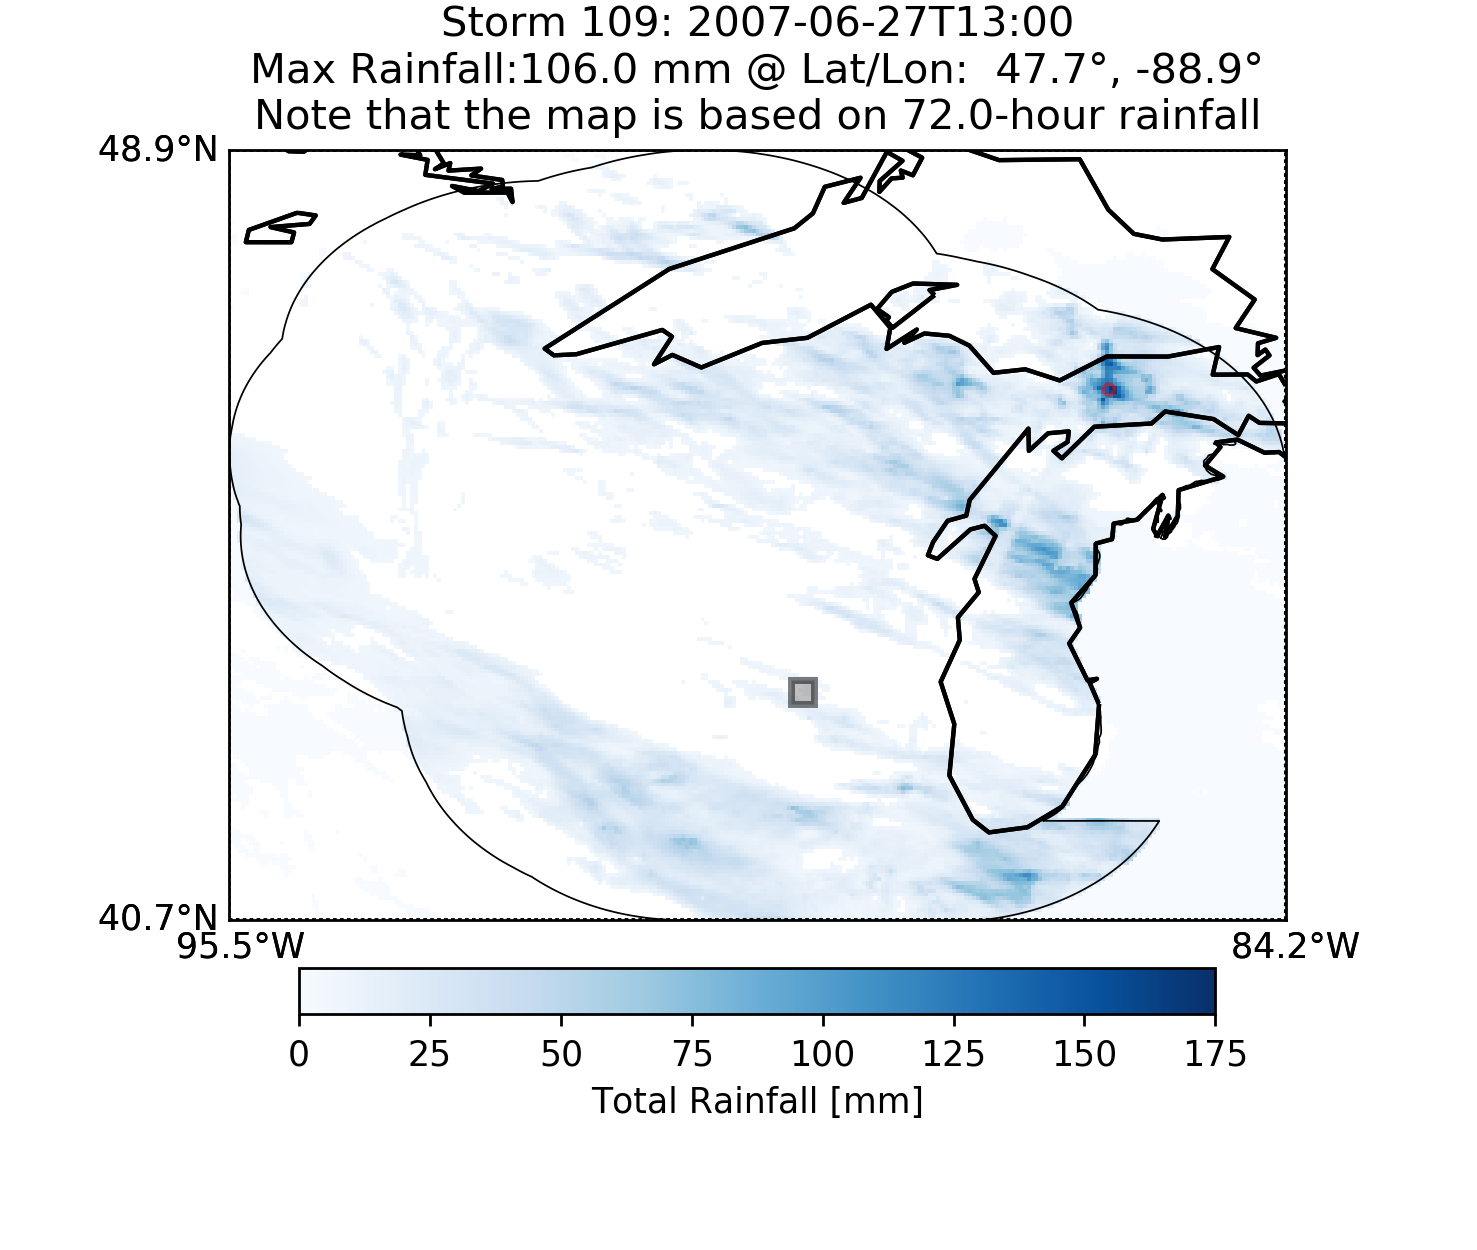 Storm 109: 2007-06-27T13:00
Max Rainfall:106.0 mm @ Lat/Lon:  47.7°, -88.9°
Note that the map is based on 72.0-hour rainfall
48.9°N
40.7°N
95.5°W 84.2°W
0 25 50 75 100 125 150 175
Total Rainfall [mm]